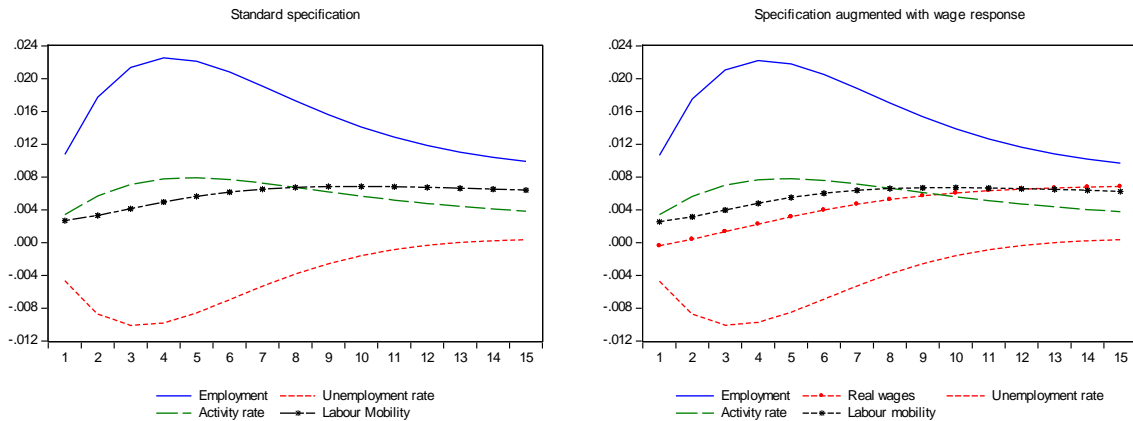 Standard specification
.024
.020
.016
.012
.008
.004
.000
-.004
-.008
-.012
1 2 3 4 5 6 7 8 9 10 11 12 13 14 15
Employment Unemployment rate
Activity rate Labour Mobility
Specification augmented with wage response
.024
.020
.016
.012
.008
.004
.000
-.004
-.008
-.012
1 2 3 4 5 6 7 8 9 10 11 12 13 14 15
Employment Real wages Unemployment rate
Activity rate Labour mobility